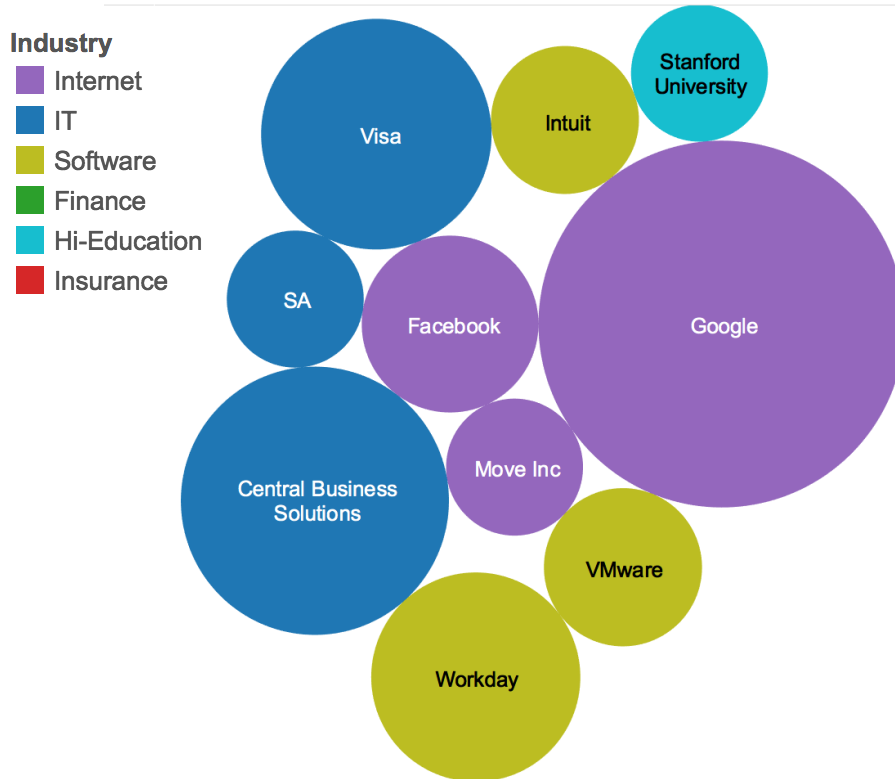 Industry
Internet
IT
Software
Finance
Hi-Education
Insurance
Visa
Intuit
Stanford
University
SA
Facebook
Google
Central Business
Solutions
Move Inc
VMware
Workday